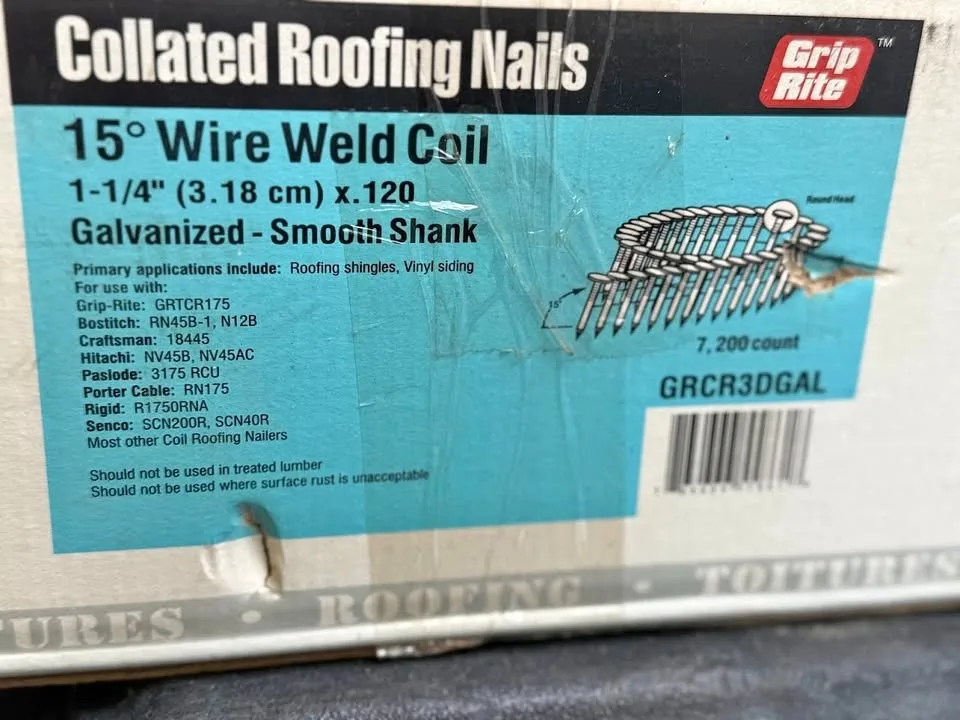 Collated Roofing Nails
Grip
Rite
TM
15° Wire Weld Coil
1-1/4" (3.18 cm) x.120
Galvanized - Smooth Shank
Primary applications include: Roofing shingles, Vinyl siding
For use with:
Grip-Rite: GRTCR175
Bostitch: RN45B-1, N12B
Craftsman: 18445
Hitachi: NV45B, NV45AC
Paslode: 3175 RCU
Porter Cable: RN175
Rigid: R1750RNA
Senco: SCN200R, SCN40R
Most other Coil Roofing Nailers
Should not be used in treated lumber
Should not be used where surface rust is unacceptable
Round Head
15°
7, 200 count
GRCR3DGAL
TURES • ROOFING • TOITURES